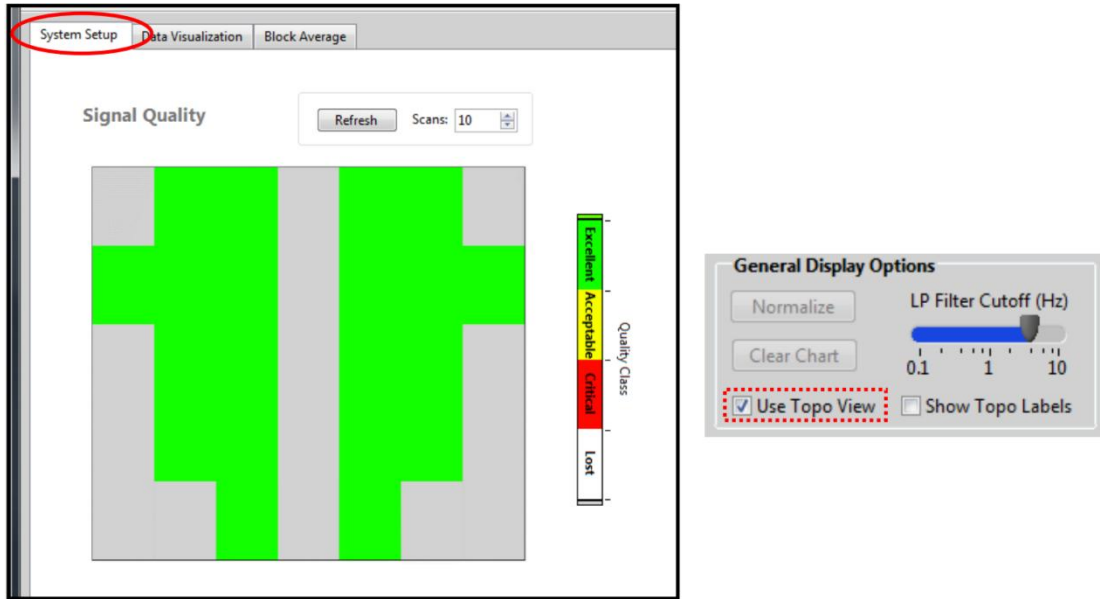 System Setup
Data Visualization
Block Average
Signal Quality
Refresh
Scans: 10
Excellent
Acceptable
Critical
Lost
Quality Class
General Display Options
Normalize
LP Filter Cutoff (Hz)
Clear Chart
0.1 1 10
Use Topo View
Show Topo Labels